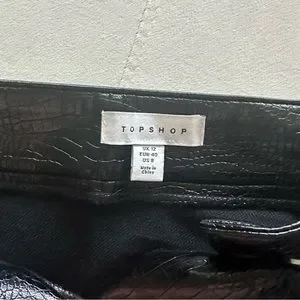 TOPSHOP
UK 12
EUR 40
US 8
Made in
China